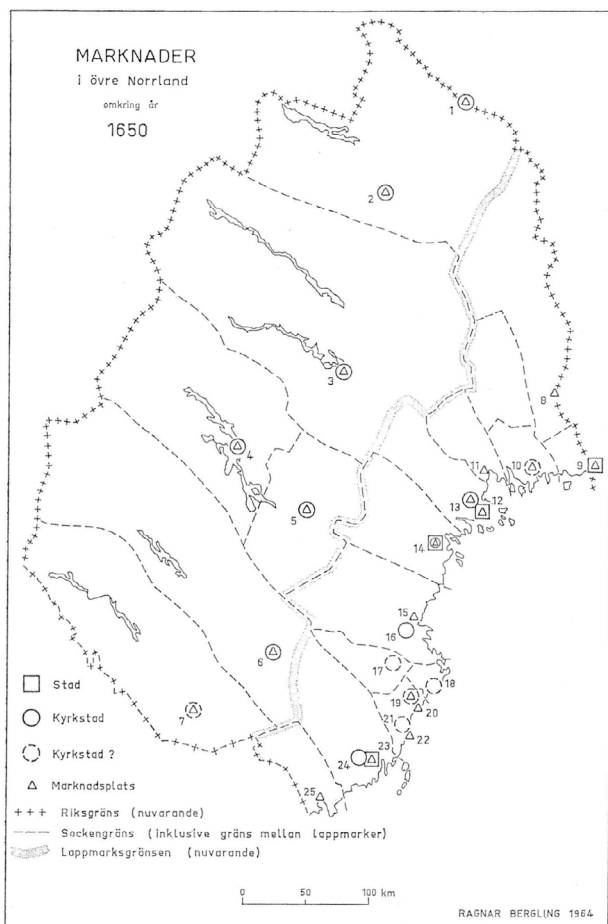 MARKNADER
i övre Norrland
omkring år
1650
1
2
3
4
5
6
7
8
9
10
11
12
13
14
15
16
17
18
19
20
21
22
23
24
25
Stad
Kyrkstad
Kyrkstad ?
Marknadsplats
Riksgräns (nuvarande)
Sockengräns (inklusive gräns mellan lappmarker)
Lappmarksgränsen (nuvarande)
0 50 100 km
RAGNAR BERGLING 1964